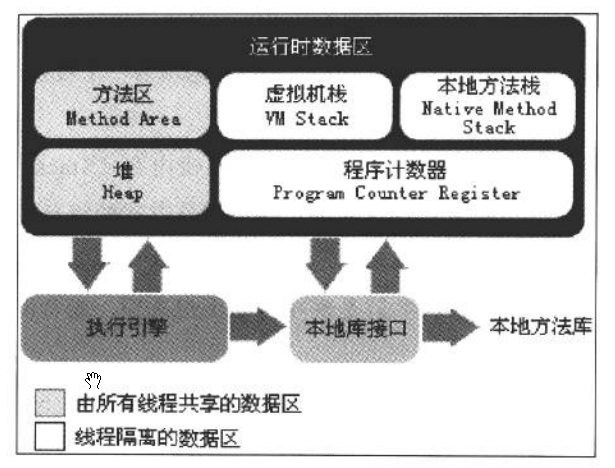 运行时数据区
方法区
Method Area
虚拟机栈
VM Stack
本地方法栈
Native Method
Stack
堆
Heap
程序计数器
Program Counter Register
执行引擎
本地库接口
本地方法库
由所有线程共享的数据区
线程隔离的数据区